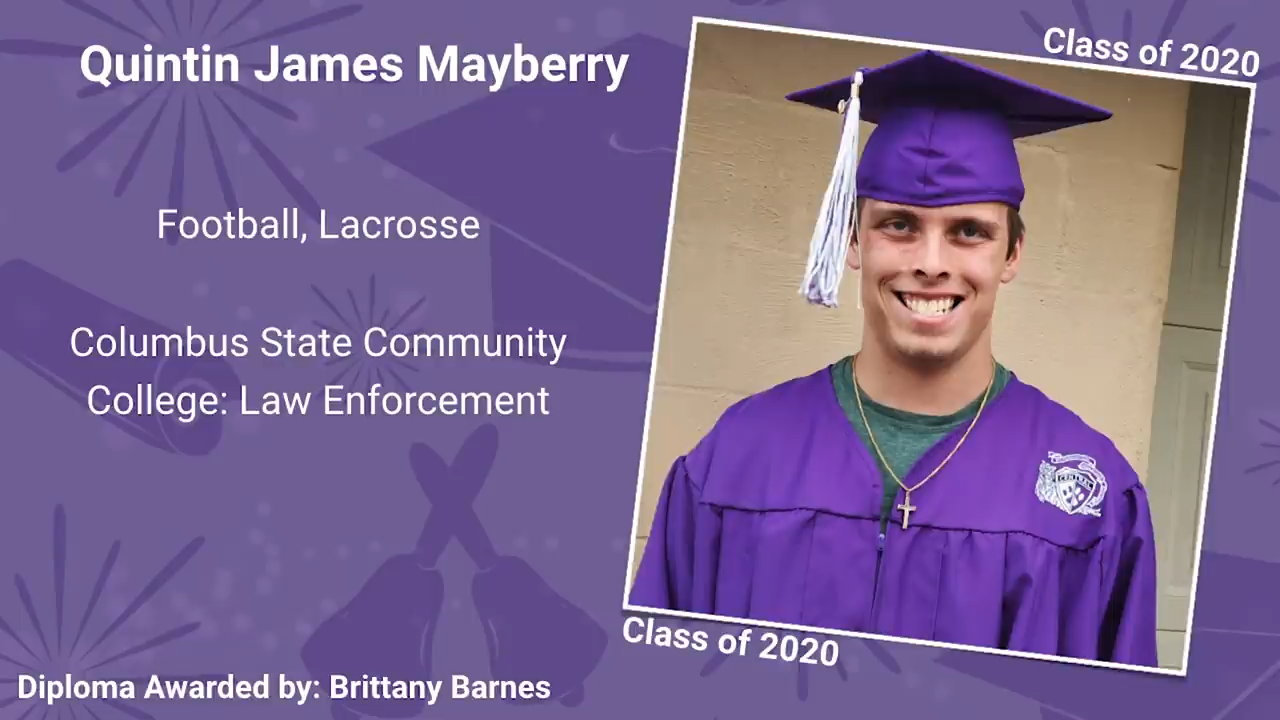 Quintin James Mayberry
Class of 2020
Football, Lacrosse
Columbus State Community
College: Law Enforcement
CENTRAL
Class of 2020
Diploma Awarded by: Brittany Barnes